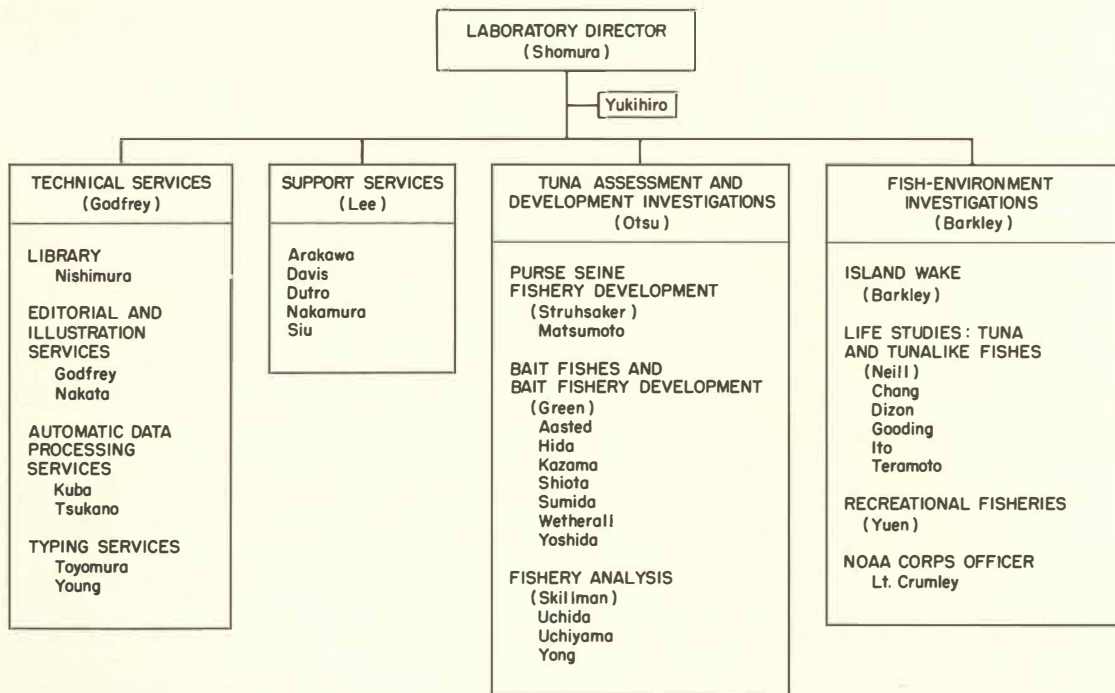 LABORATORY DIRECTOR
(Shomura)
Yukihiro
TECHNICAL SERVICES
(Godfrey)
LIBRARY
Nishimura
EDITORIAL AND
ILLUSTRATION
SERVICES
Godfrey
Nakata
AUTOMATIC DATA
PROCESSING
SERVICES
Kuba
Tsukano
TYPING SERVICES
Toyomura
Young
SUPPORT SERVICES
(Lee)
Arakawa
Davis
Dutro
Nakamura
Siu
TUNA ASSESSMENT AND
DEVELOPMENT INVESTIGATIONS
(Otsu)
PURSE SEINE
FISHERY DEVELOPMENT
(Struhsaker)
Matsumoto
BAIT FISHES AND
BAIT FISHERY DEVELOPMENT
(Green)
Aasted
Hida
Kazama
Shiota
Sumida
Wetherall
Yoshida
FISHERY ANALYSIS
(Skillman)
Uchida
Uchiyama
Yong
FISH-ENVIRONMENT
INVESTIGATIONS
(Barkley)
ISLAND WAKE
(Barkley)
LIFE STUDIES: TUNA
AND TUNALIKE FISHES
(Neill)
Chang
Dizon
Gooding
Ito
Teramoto
RECREATIONAL FISHERIES
(Yuen)
NOAA CORPS OFFICER
Lt. Crumley